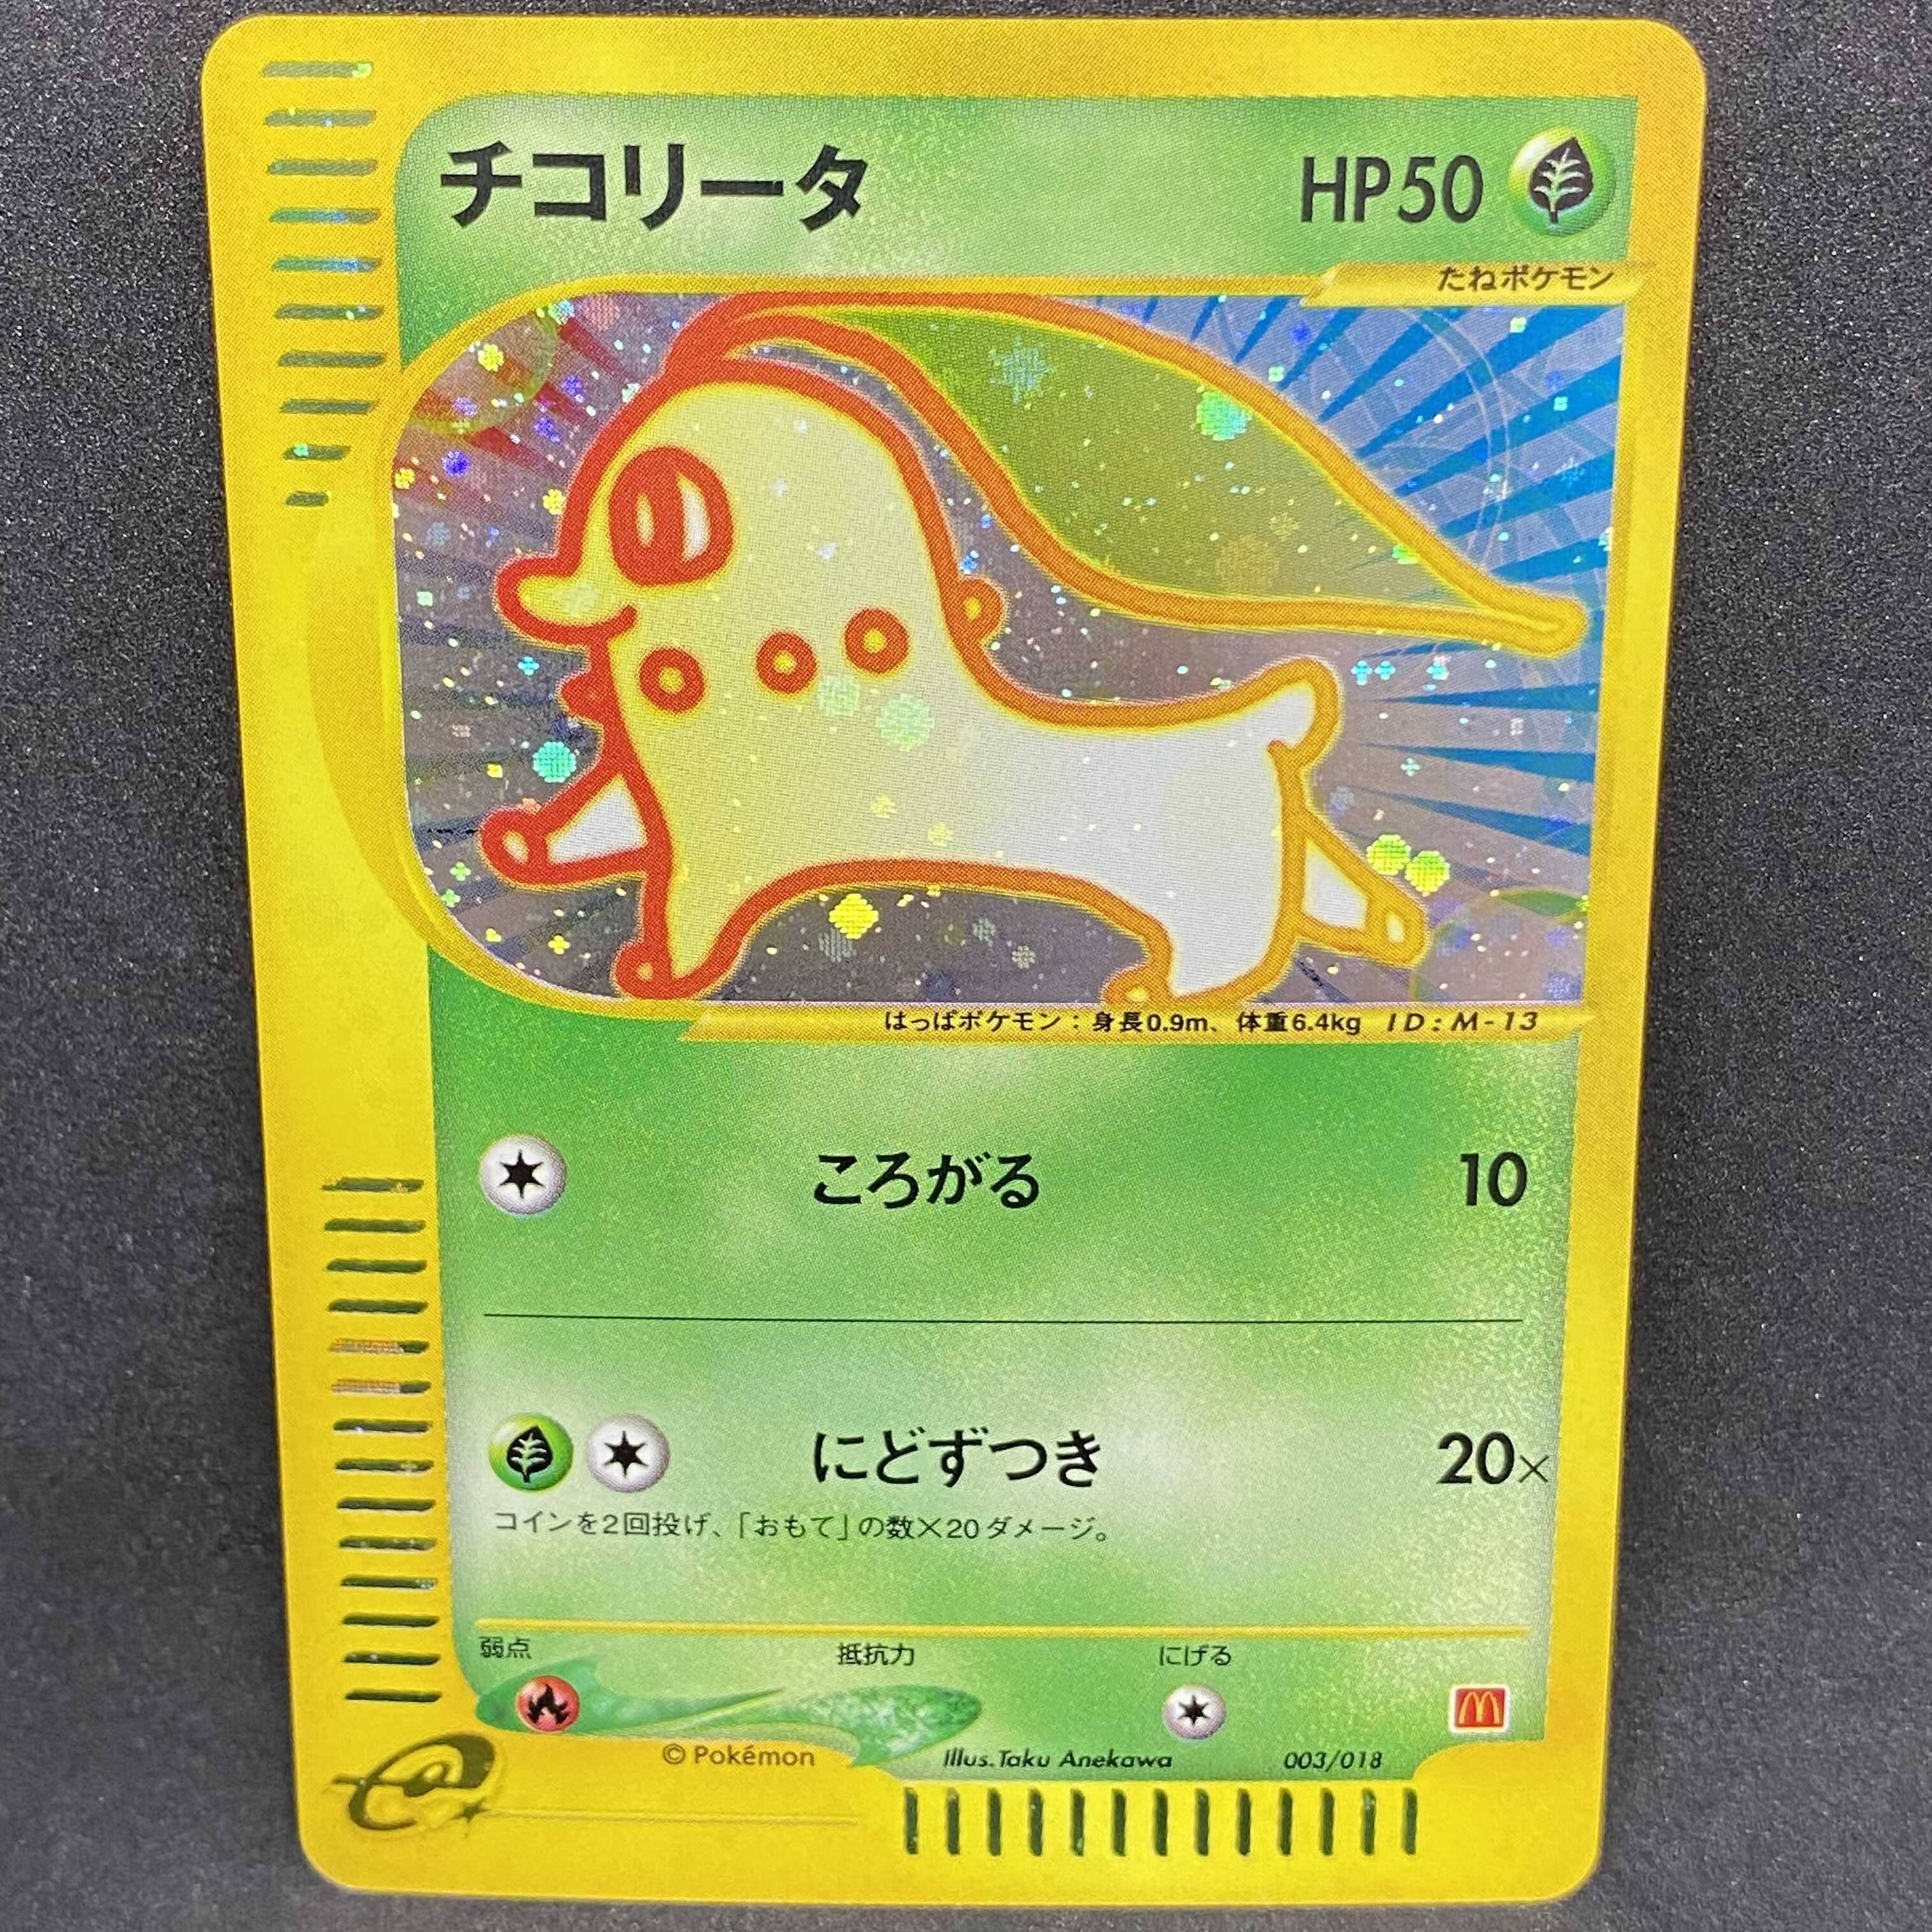 チコリータ HP50
たねポケモン
はっぱポケモン：身長0.9m、体重6.4kg ID:M-13
ころがる 10
にどずつき 20×
コインを2回投げ、「おもて」の数×20ダメージ。
弱点 抵抗力 にげる
© Pokémon Illus. Taku Anekawa 003/018